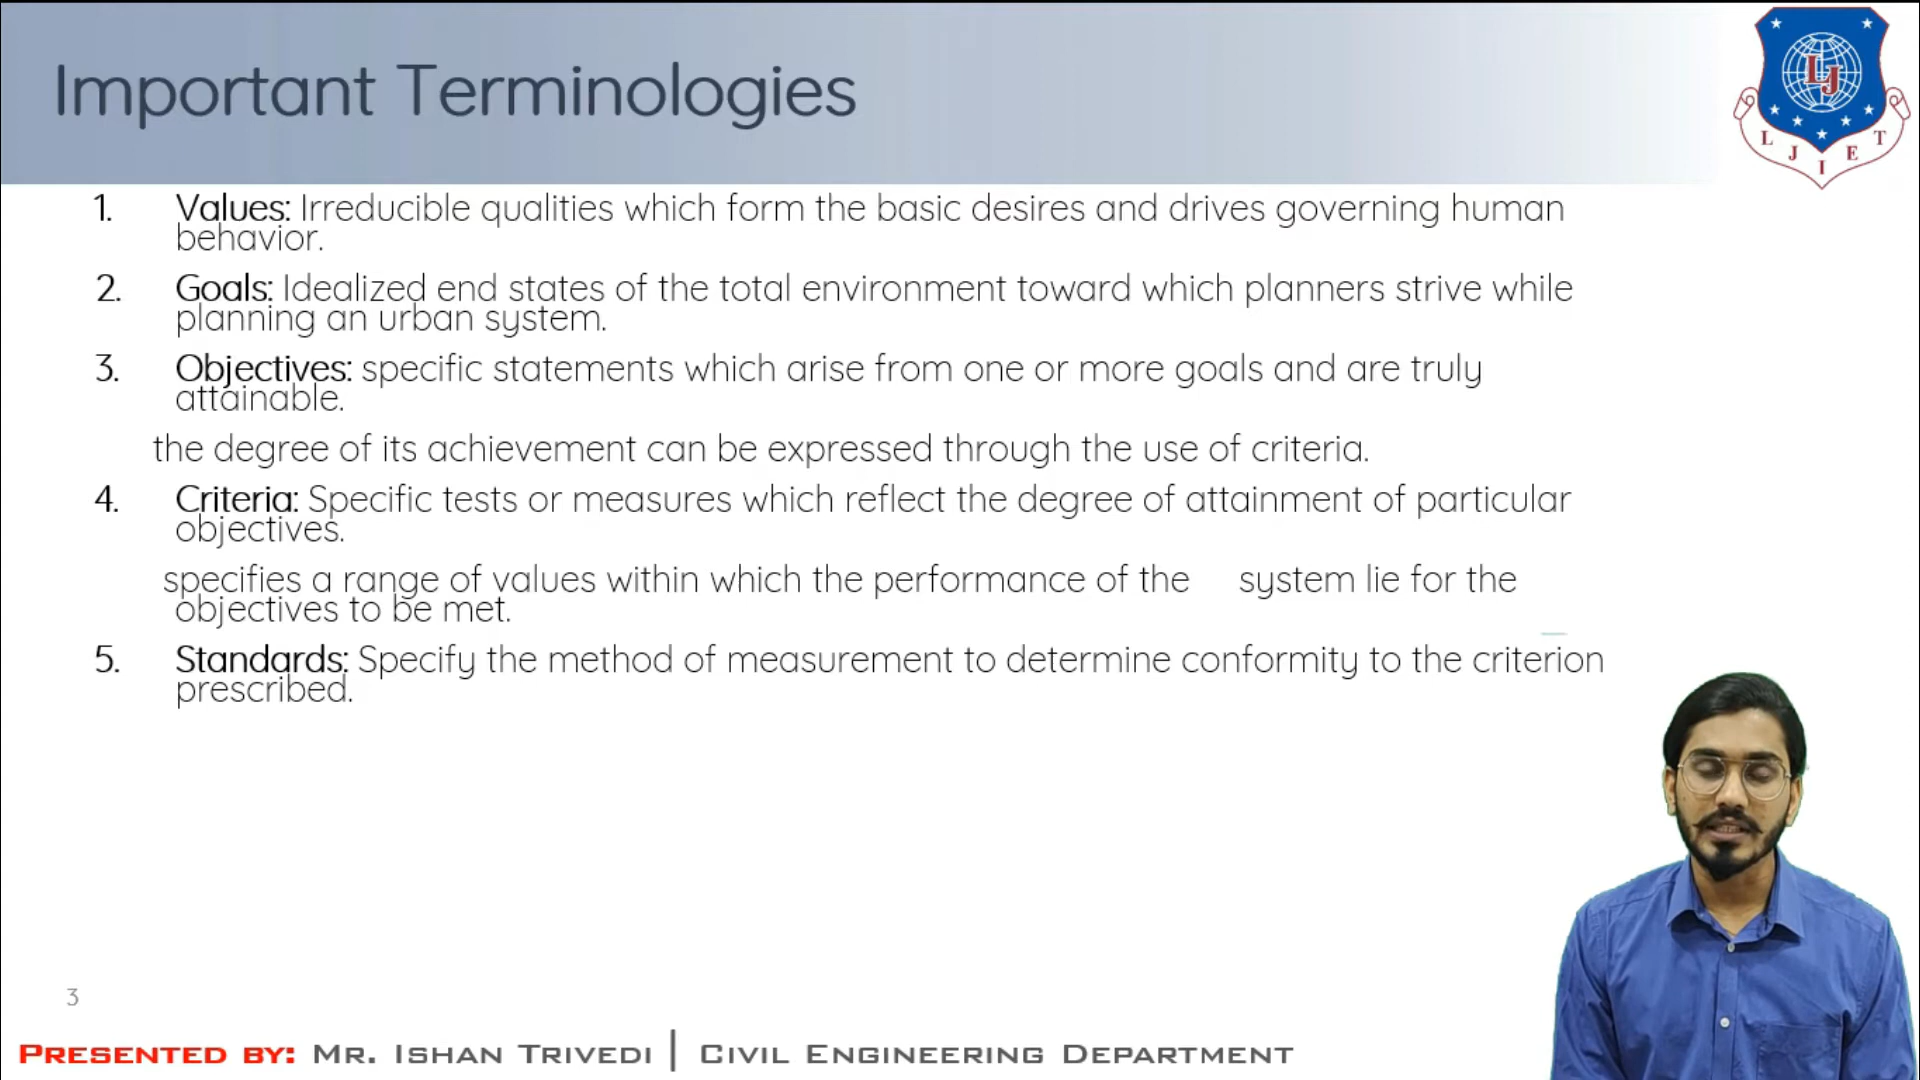 Important Terminologies
LJ
L J I E T
1. Values: Irreducible qualities which form the basic desires and drives governing human
behavior.
2. Goals: Idealized end states of the total environment toward which planners strive while
planning an urban system.
3. Objectives: specific statements which arise from one or more goals and are truly
attainable.
the degree of its achievement can be expressed through the use of criteria.
4. Criteria: Specific tests or measures which reflect the degree of attainment of particular
objectives.
specifies a range of values within which the performance of the system lie for the
objectives to be met.
5. Standards: Specify the method of measurement to determine conformity to the criterion
prescribed.
3
PRESENTED BY: MR. ISHAN TRIVEDI | CIVIL ENGINEERING DEPARTMENT